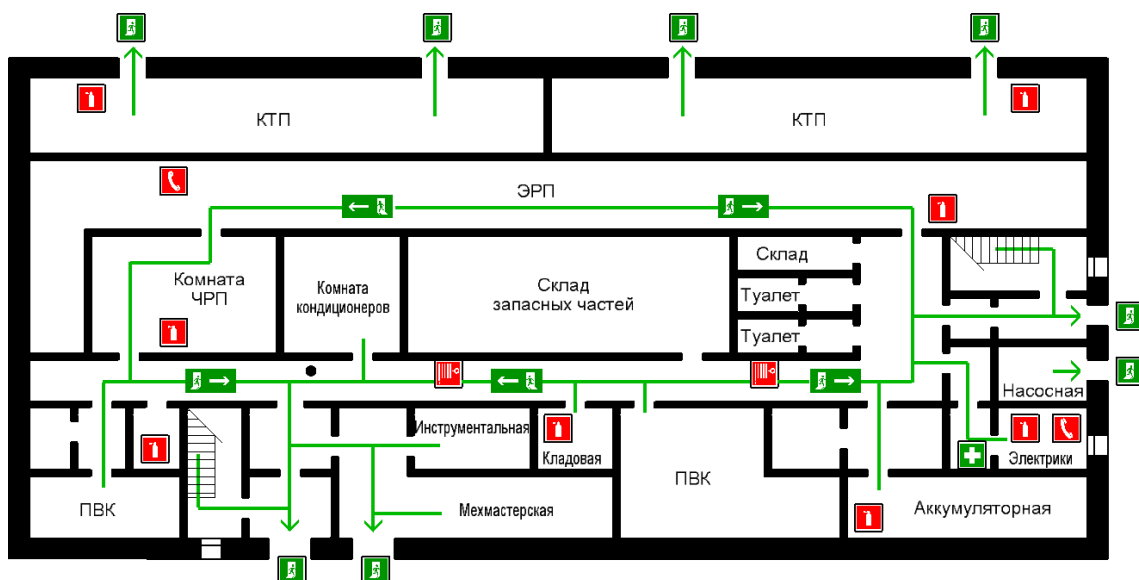 КТП
КТП
ЭРП
Комната
ЧРП
Комната
кондиционеров
Склад
запасных частей
Склад
Туалет
Туалет
Насосная
Инструментальная
Кладовая
Электрики
ПВК
ПВК
Мехмастерская
Аккумуляторная